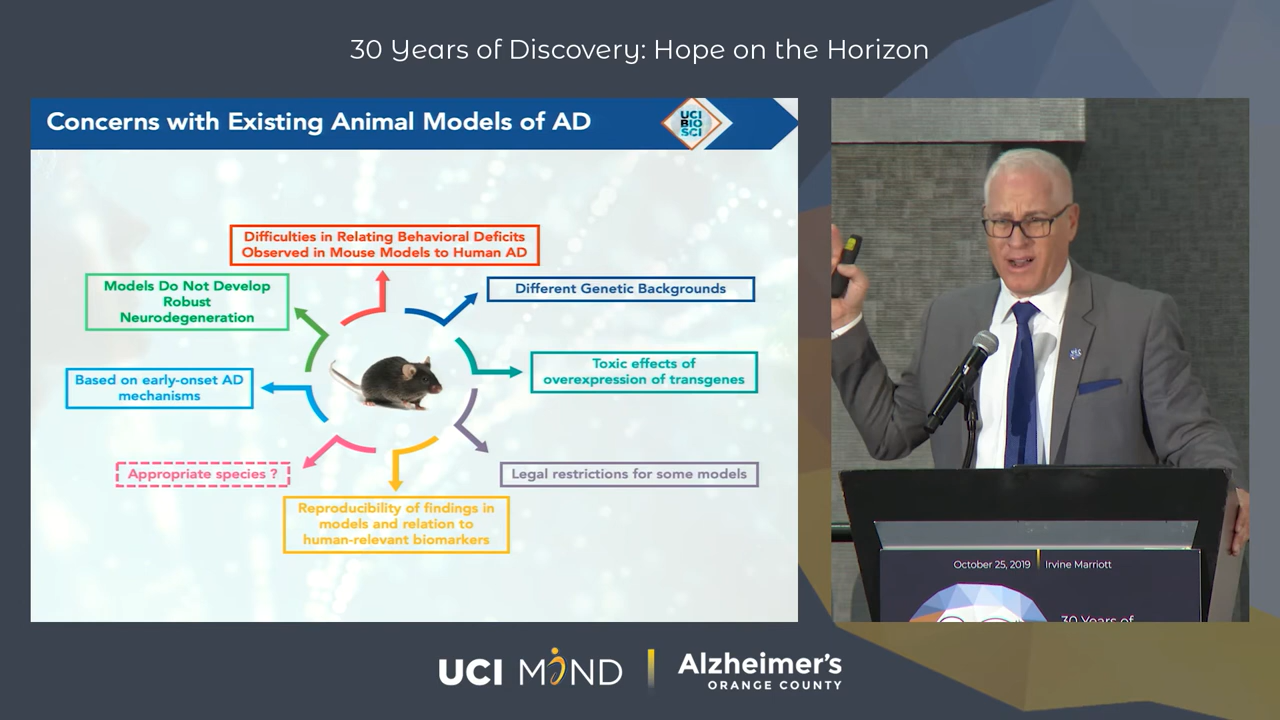 30 Years of Discovery: Hope on the Horizon
Concerns with Existing Animal Models of AD
UCI
BIO
SCI
Difficulties in Relating Behavioral Deficits
Observed in Mouse Models to Human AD
Models Do Not Develop
Robust
Neurodegeneration
Different Genetic Backgrounds
Toxic effects of
overexpression of transgenes
Based on early-onset AD
mechanisms
Appropriate species ?
Legal restrictions for some models
Reproducibility of findings in
models and relation to
human-relevant biomarkers
October 25, 2019 Irvine Marriott
30 Years of
UCI MIND
Alzheimer's
ORANGE COUNTY